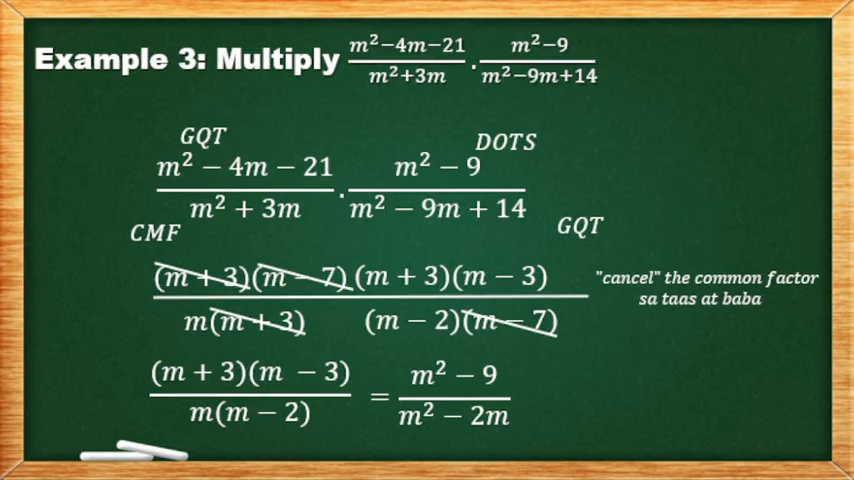 Example 3: Multiply (m²−4m−21)/(m²+3m) · (m²−9)/(m²−9m+14)
GQT DOTS
(m² − 4m − 21)/(m² + 3m) · (m² − 9)/(m² − 9m + 14)
CMF GQT
(m + 3)(m − 7)(m + 3)(m − 3)
m(m + 3) (m − 2)(m − 7)
"cancel" the common factor
sa taas at baba
(m + 3)(m − 3)/m(m − 2) = (m² − 9)/(m² − 2m)